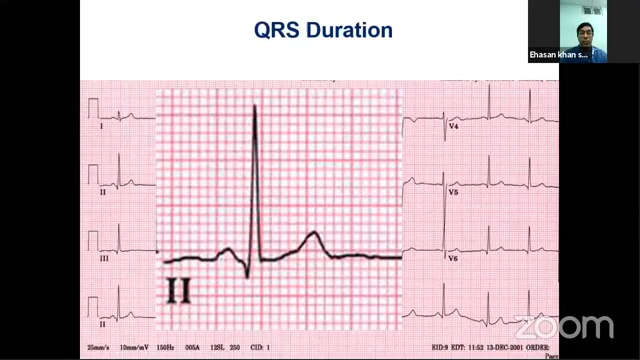 QRS Duration
Ehasan khan s...
I
II
III
II
II
V4
V5
V6
25mm/s 10mm/mV 150Hz 005A 12SL 250 CID: 1
EID:9 EDT: 11:52 13-DEC-2001 ORDER:
zoom